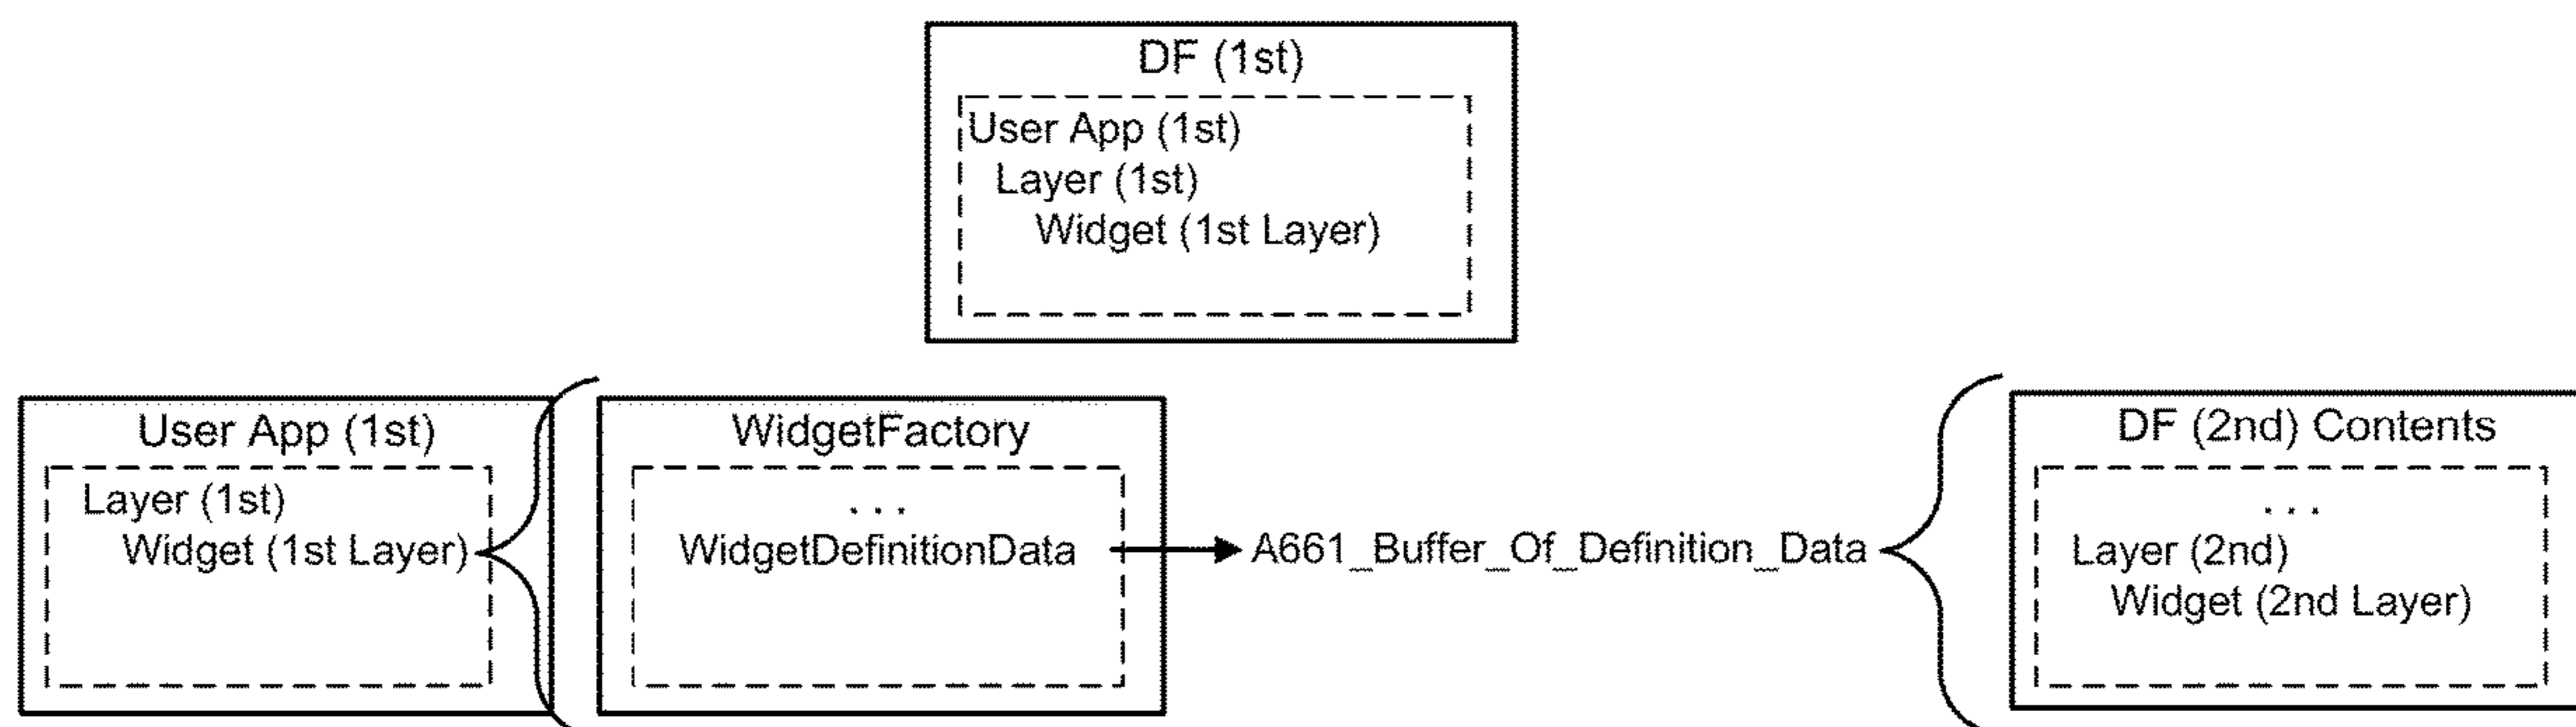 DF (1st)
User App (1st)
Layer (1st)
Widget (1st Layer)
User App (1st)
Layer (1st)
Widget (1st Layer)
WidgetFactory
. . .
WidgetDefinitionData
A661_Buffer_Of_Definition_Data
DF (2nd) Contents
. . .
Layer (2nd)
Widget (2nd Layer)